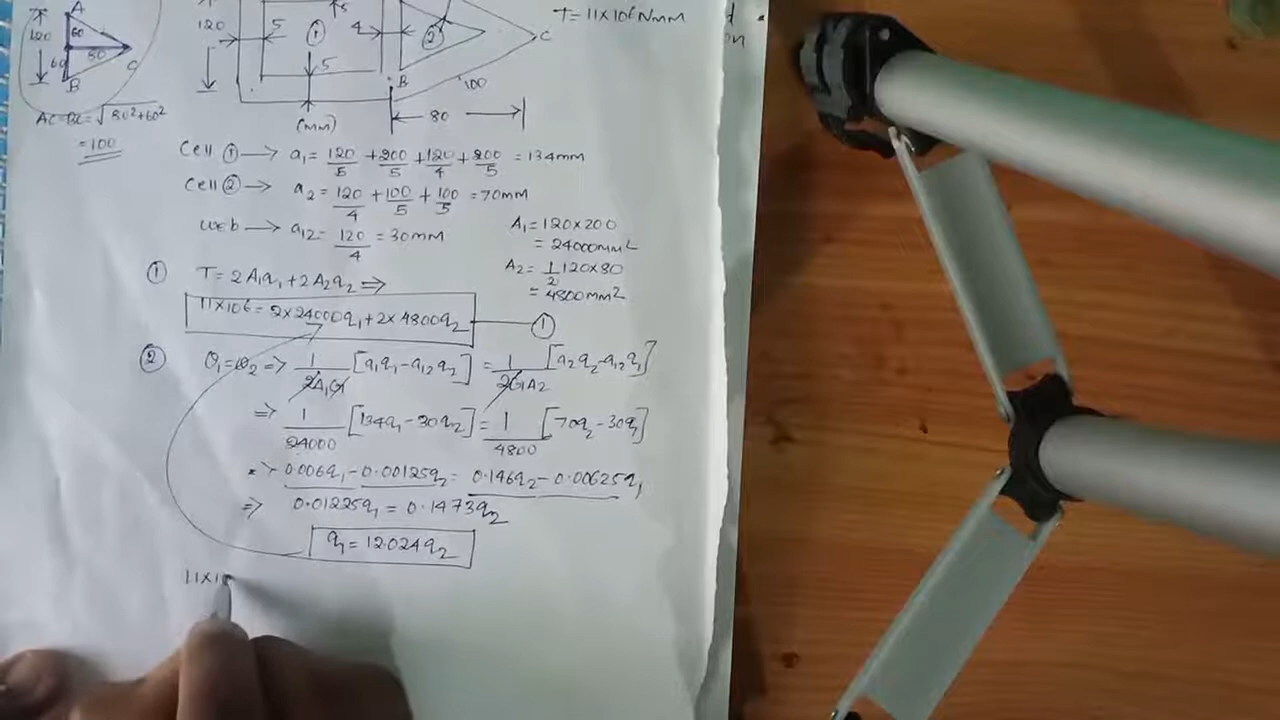 A
120
60
80
60
C
B
AC=BC=√80²+60²
=100
120
5
5
①
5
4
②
B
C
100
80
(mm)
T=11×10⁶Nmm
Cell ① → a₁= 120/5 + 200/5 + 120/4 + 200/5 = 134mm
Cell ② → a₂= 120/4 + 100/5 + 100/5 = 70mm
web → a₁₂= 120/4 = 30mm
A₁=120×200
= 24000mm²
A₂= 1/2 120×80
= 4800mm²
① T=2A₁q₁+2A₂q₂ ⇒
11×10⁶=2×24000q₁+2×4800q₂ ①
② θ₁=θ₂ ⇒ 1/2A₁G [a₁q₁-a₁₂q₂] = 1/2GA₂ [a₂q₂-a₁₂q₁]
⇒ 1/24000 [134q₁-30q₂] = 1/4800 [70q₂-30q₁]
⇒ 0.006q₁-0.00125q₂= 0.146q₂-0.00625q₁
⇒ 0.01225q₁=0.1473q₂
q₁=12.024q₂
11×1